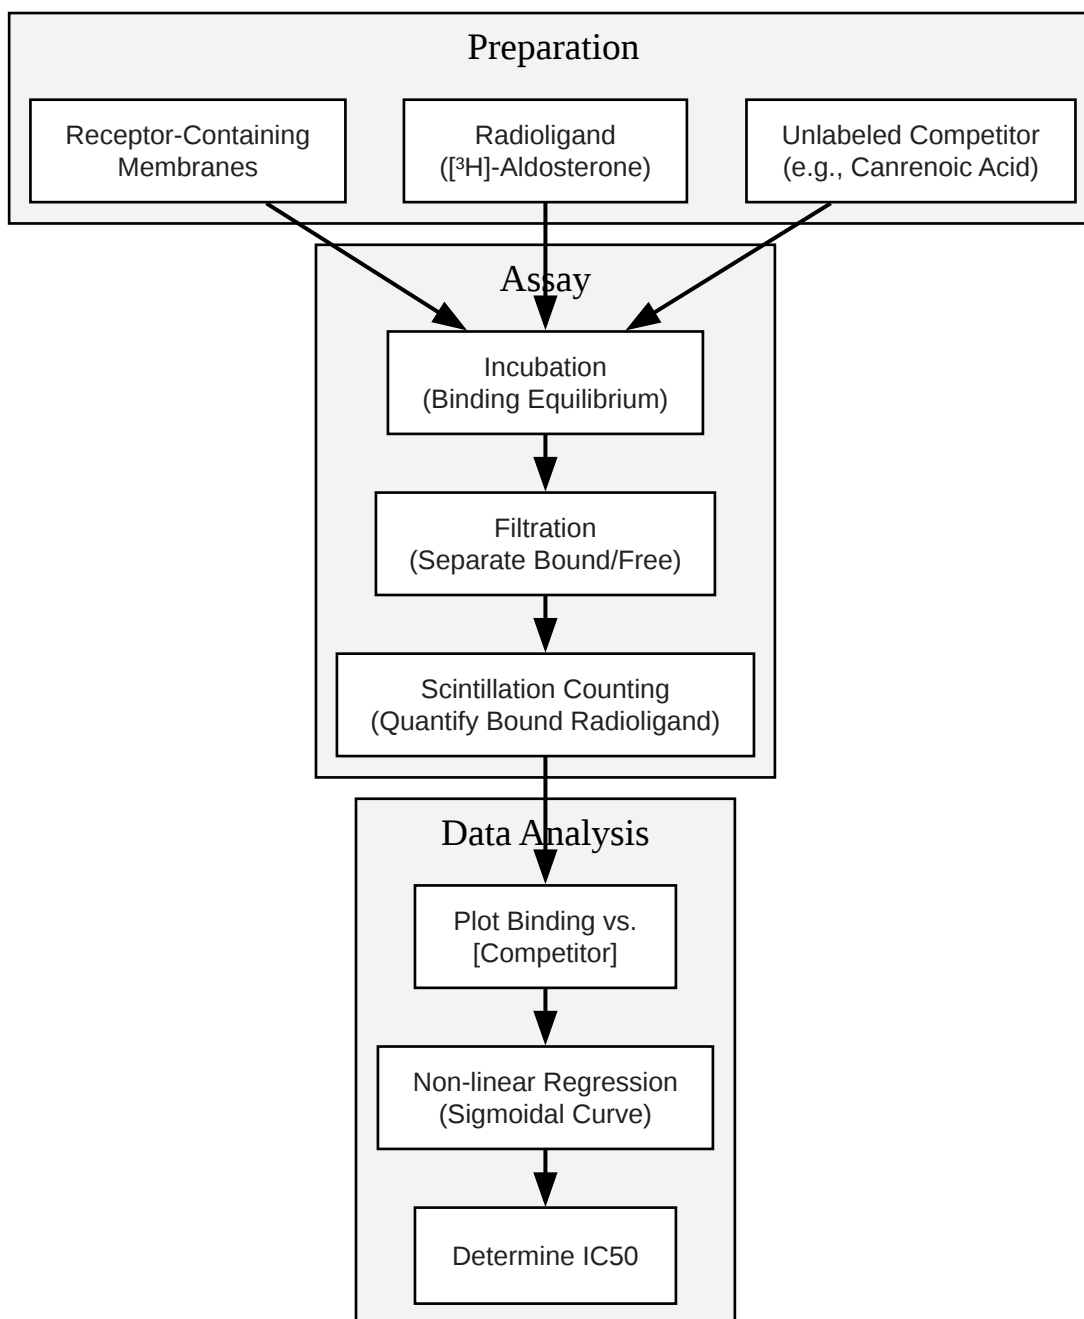 Preparation
Receptor-Containing
Membranes
Radioligand
([³H]-Aldosterone)
Unlabeled Competitor
(e.g., Canrenoic Acid)
Assay
Incubation
(Binding Equilibrium)
Filtration
(Separate Bound/Free)
Scintillation Counting
(Quantify Bound Radioligand)
Data Analysis
Plot Binding vs.
[Competitor]
Non-linear Regression
(Sigmoidal Curve)
Determine IC50